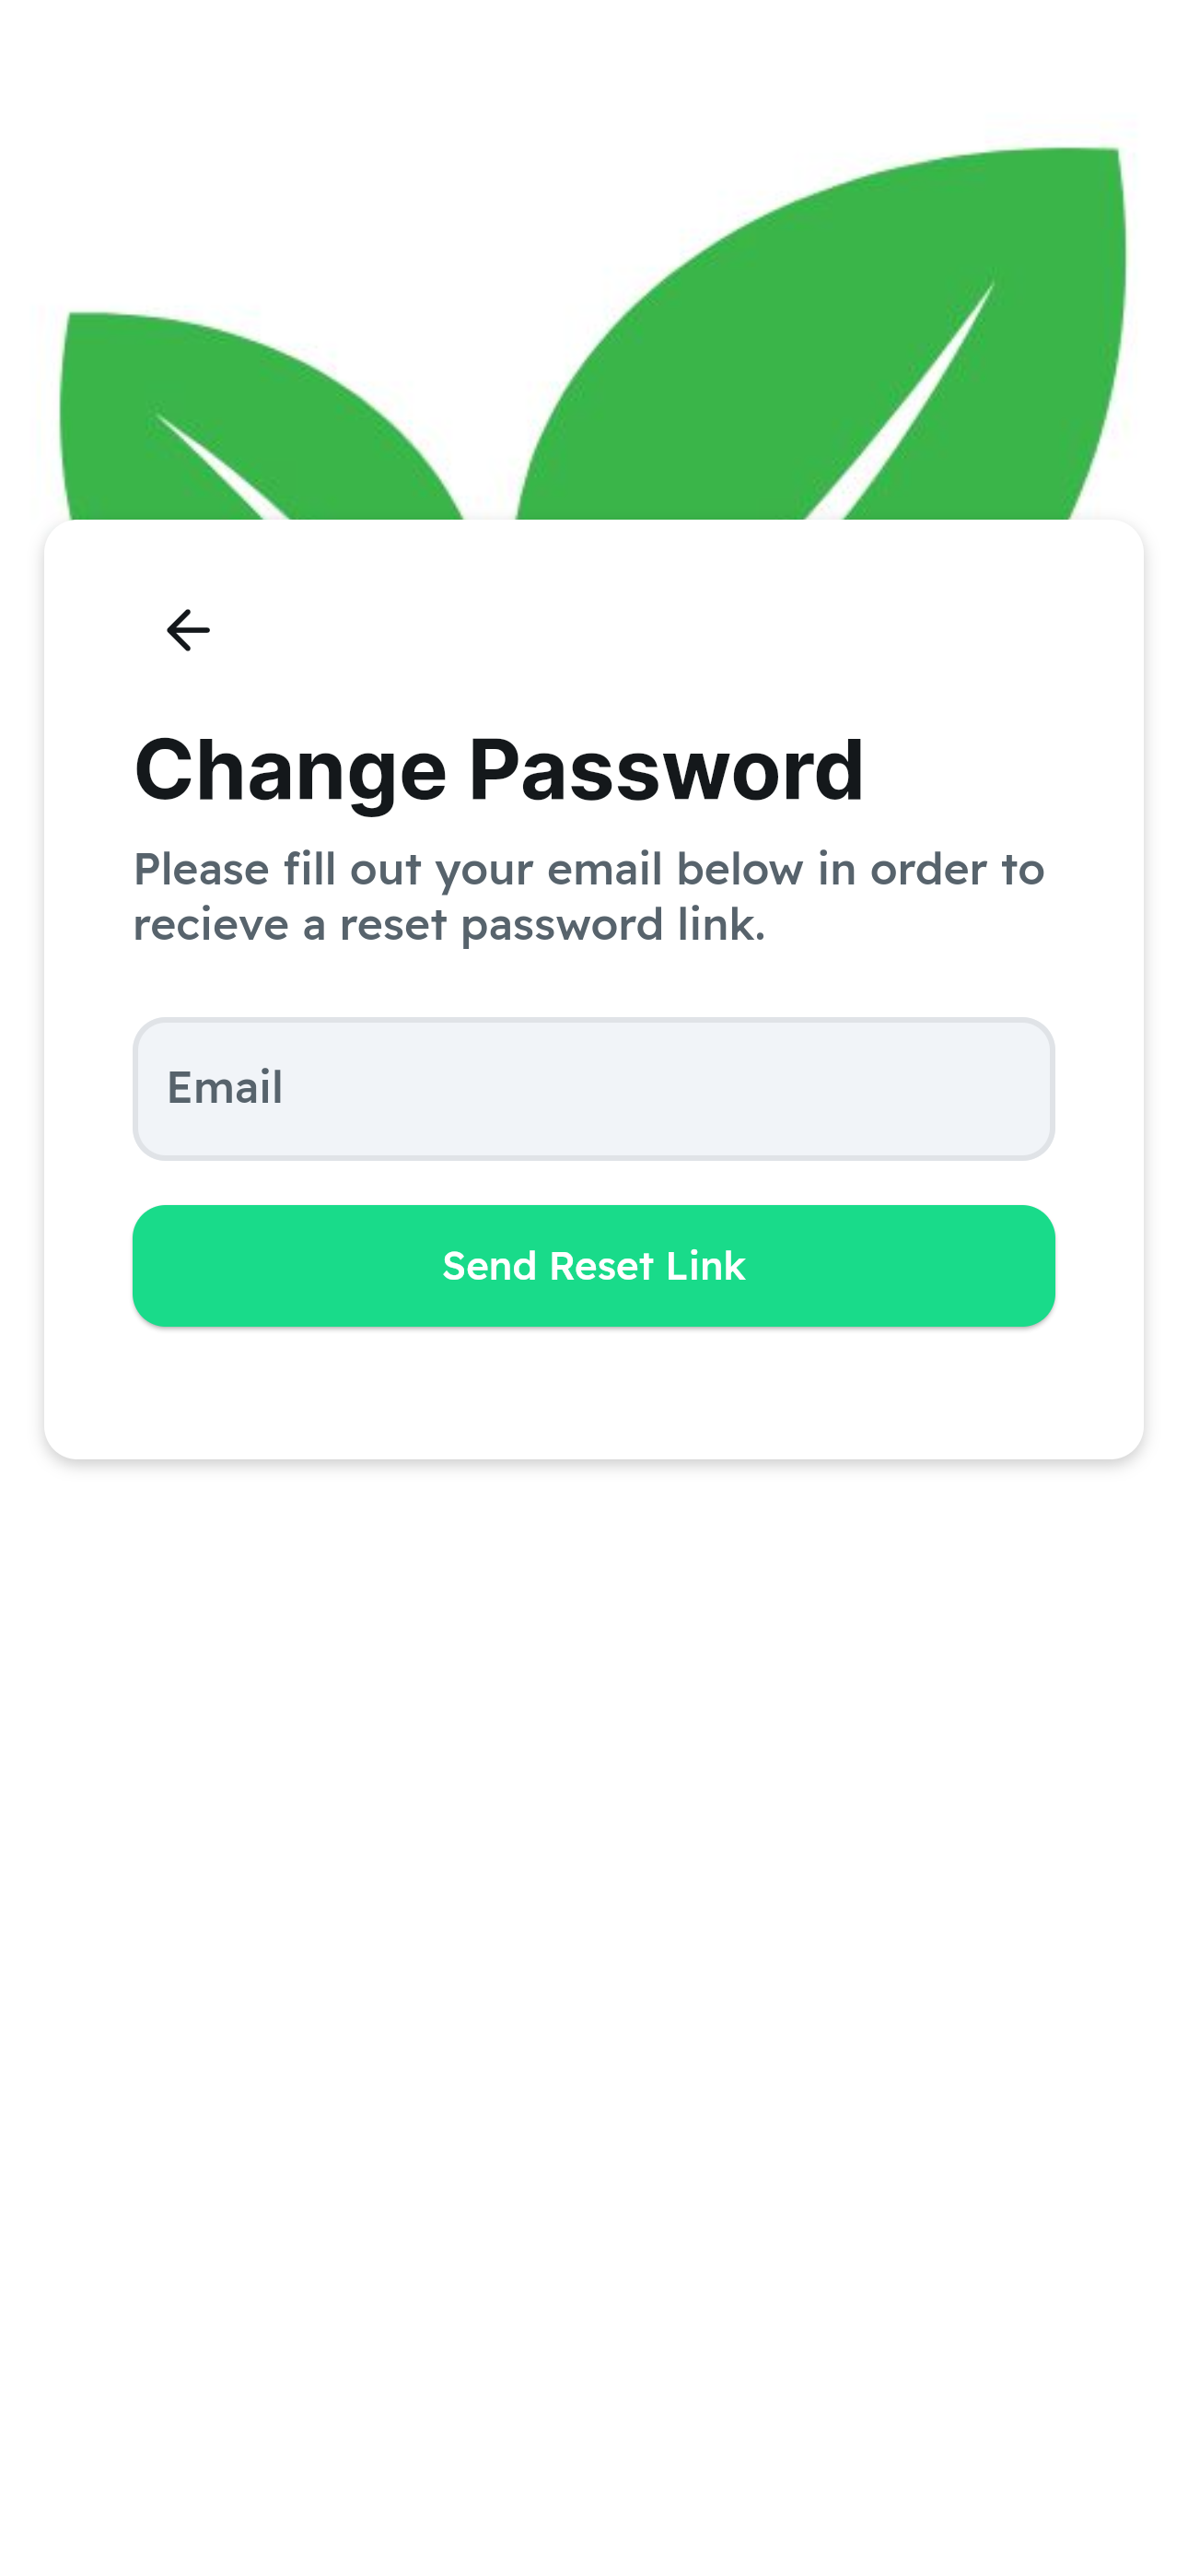 Change Password
Please fill out your email below in order to
recieve a reset password link.
Email
Send Reset Link